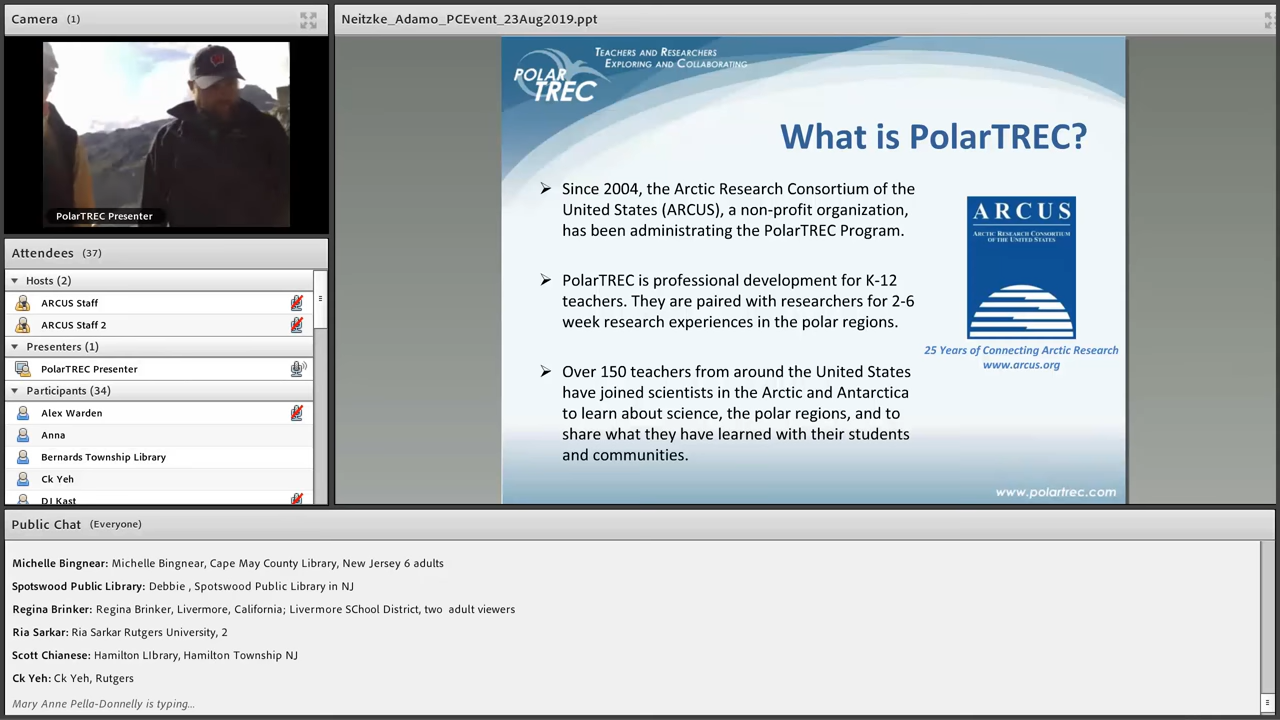 Camera (1)
PolarTREC Presenter
Attendees (37)
Hosts (2)
ARCUS Staff
ARCUS Staff 2
Presenters (1)
PolarTREC Presenter
Participants (34)
Alex Warden
Anna
Bernards Township Library
Ck Yeh
DJ Kast
Neitzke_Adamo_PCEvent_23Aug2019.ppt
TEACHERS AND RESEARCHERS
EXPLORING AND COLLABORATING
POLAR
TREC
What is PolarTREC?
➢ Since 2004, the Arctic Research Consortium of the
United States (ARCUS), a non-profit organization,
has been administrating the PolarTREC Program.
➢ PolarTREC is professional development for K-12
teachers. They are paired with researchers for 2-6
week research experiences in the polar regions.
➢ Over 150 teachers from around the United States
have joined scientists in the Arctic and Antarctica
to learn about science, the polar regions, and to
share what they have learned with their students
and communities.
ARCUS
ARCTIC RESEARCH CONSORTIUM
OF THE UNITED STATES
25 Years of Connecting Arctic Research
www.arcus.org
www.polartrec.com
Public Chat (Everyone)
Michelle Bingnear: Michelle Bingnear, Cape May County Library, New Jersey 6 adults
Spotswood Public Library: Debbie , Spotswood Public Library in NJ
Regina Brinker: Regina Brinker, Livermore, California; Livermore SChool District, two adult viewers
Ria Sarkar: Ria Sarkar Rutgers University, 2
Scott Chianese: Hamilton LIbrary, Hamilton Township NJ
Ck Yeh: Ck Yeh, Rutgers
Mary Anne Pella-Donnelly is typing...